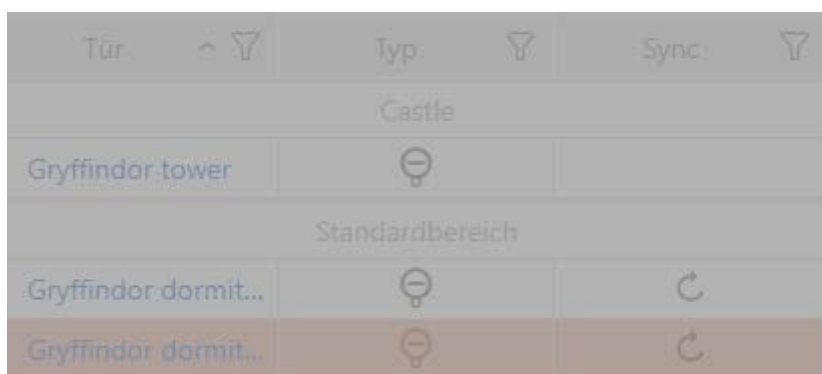 Tür Typ Sync
Castle
Gryffindor tower
Standardbereich
Gryffindor dormit...
Gryffindor dormit...